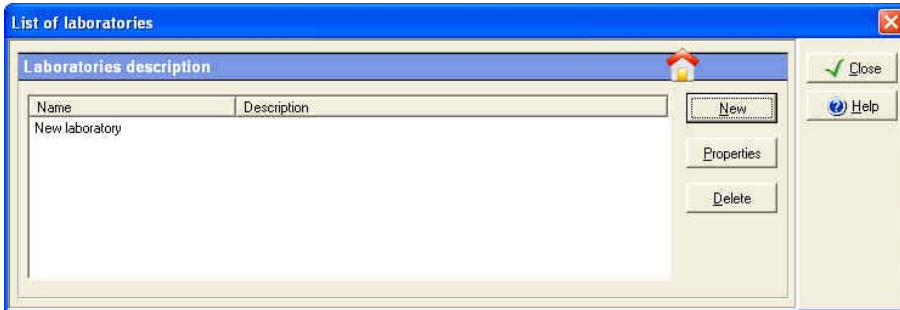 List of laboratories
Laboratories description
Close
Name Description New Help
New laboratory
Properties
Delete